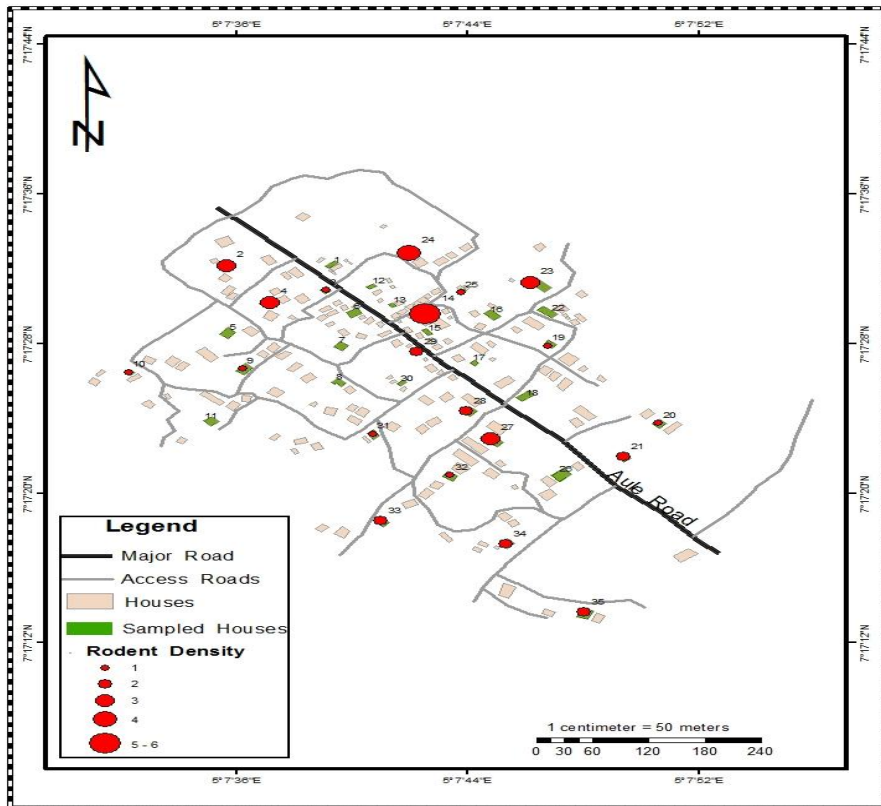 5°7'36"E 5°7'44"E 5°7'52"E
7°17'44"N 7°17'44"N
N
7°17'36"N 7°17'36"N
24
2 1
23
12 25
4 3
13 14 16 22
6
5 15
7 29 19
7°17'28"N 7°17'28"N
10 9 17
8 30
18
28
11 20
31 27
21
32 26
Aule Road
7°17'20"N 7°17'20"N
33
34
35
Legend
Major Road
Access Roads
Houses
Sampled Houses
Rodent Density
1
2
3
4
5 - 6
7°17'12"N 7°17'12"N
1 centimeter = 50 meters
0 15 30 60 120 180 240
5°7'36"E 5°7'44"E 5°7'52"E